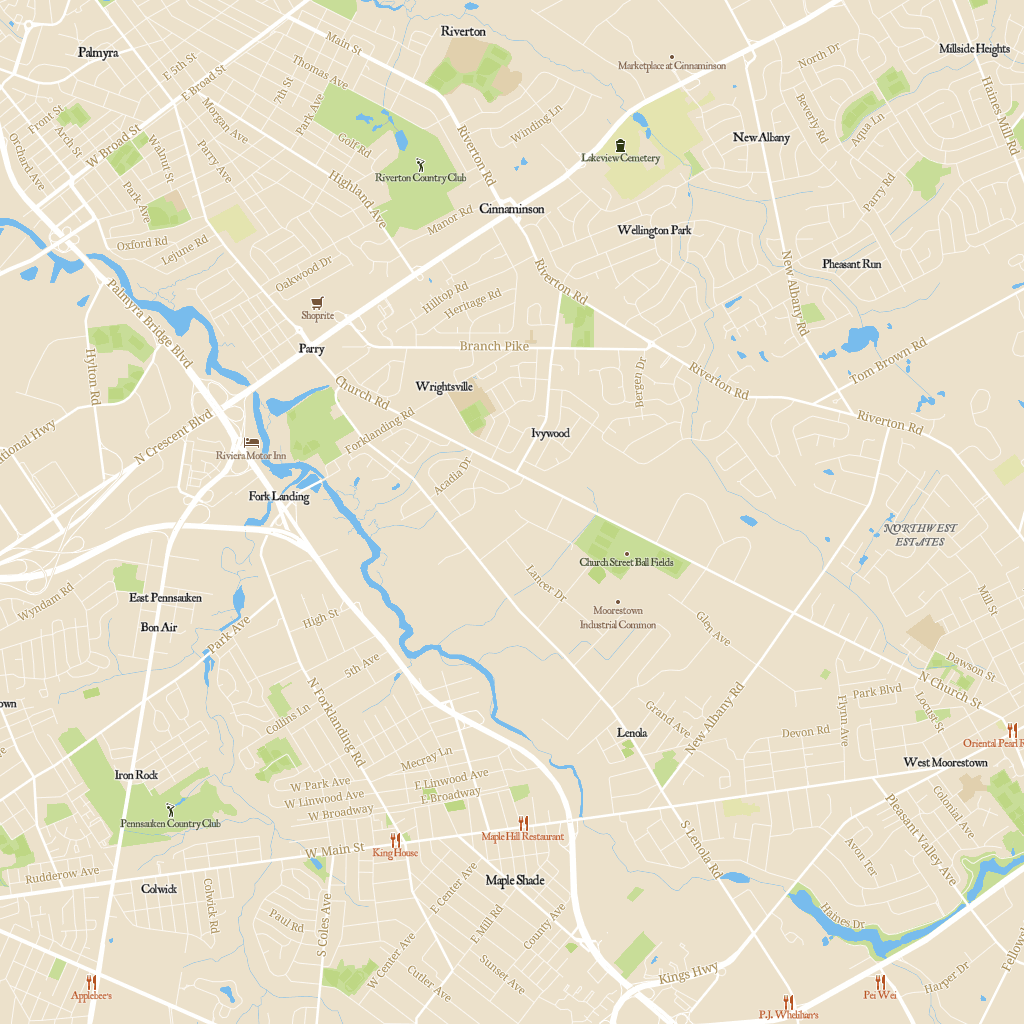 Riverton
Palmyra
Main St
Millside Heights
E 5th St
Thomas Ave
Marketplace at Cinnaminson
North Dr
E Broad St
7th St
Haines Mill Rd
Front St
Morgan Ave
Park Ave
Beverly Rd
Arch St
Winding Ln
Aqua Ln
Orchard Ave
W Broad St
Walnut St
Golf Rd
Riverton Rd
New Albany
Parry Ave
Lakeview Cemetery
Riverton Country Club
Park Ave
Highland Ave
Parry Rd
Cinnaminson
Manor Rd
Wellington Park
Oxford Rd
Lejune Rd
Oakwood Dr
Riverton Rd
Pheasant Run
New Albany Rd
Palmyra Bridge Blvd
Hilltop Rd
Heritage Rd
Shoprite
Parry
Branch Pike
Hylton Rd
Church Rd
Wrightsville
Bergen Dr
Riverton Rd
Tom Brown Rd
Forklanding Rd
Riverton Rd
N Crescent Blvd
Ivywood
ational Hwy
Riviera Motor Inn
Acadia Dr
Fork Landing
NORTHWEST
ESTATES
Church Street Ball Fields
Lancer Dr
Wyndam Rd
East Pennsauken
Moorestown
Industrial Common
Mill St
High St
Bon Air
Park Ave
Glen Ave
5th Ave
Dawson St
N Church St
N Forklanding Rd
Park Blvd
own
Collins Ln
Grand Ave
New Albany Rd
Flynn Ave
Locust St
Lenola
Devon Rd
Oriental Pearl R
Mecray Ln
West Moorestown
Iron Rock
W Park Ave
E Linwood Ave
W Linwood Ave
E Broadway
W Broadway
Colonial Ave
Pleasant Valley Ave
Pennsauken Country Club
Maple Hill Restaurant
King House
W Main St
S Lenola Rd
Avon Ter
Rudderow Ave
Colwick
Maple Shade
Colwick Rd
E Center Ave
Paul Rd
S Coles Ave
E Mill Rd
County Ave
Haines Dr
W Center Ave
Fellows
Sunset Ave
Cutler Ave
Kings Hwy
Harper Dr
Applebee's
Pei Wei
P.J. Whelihan's